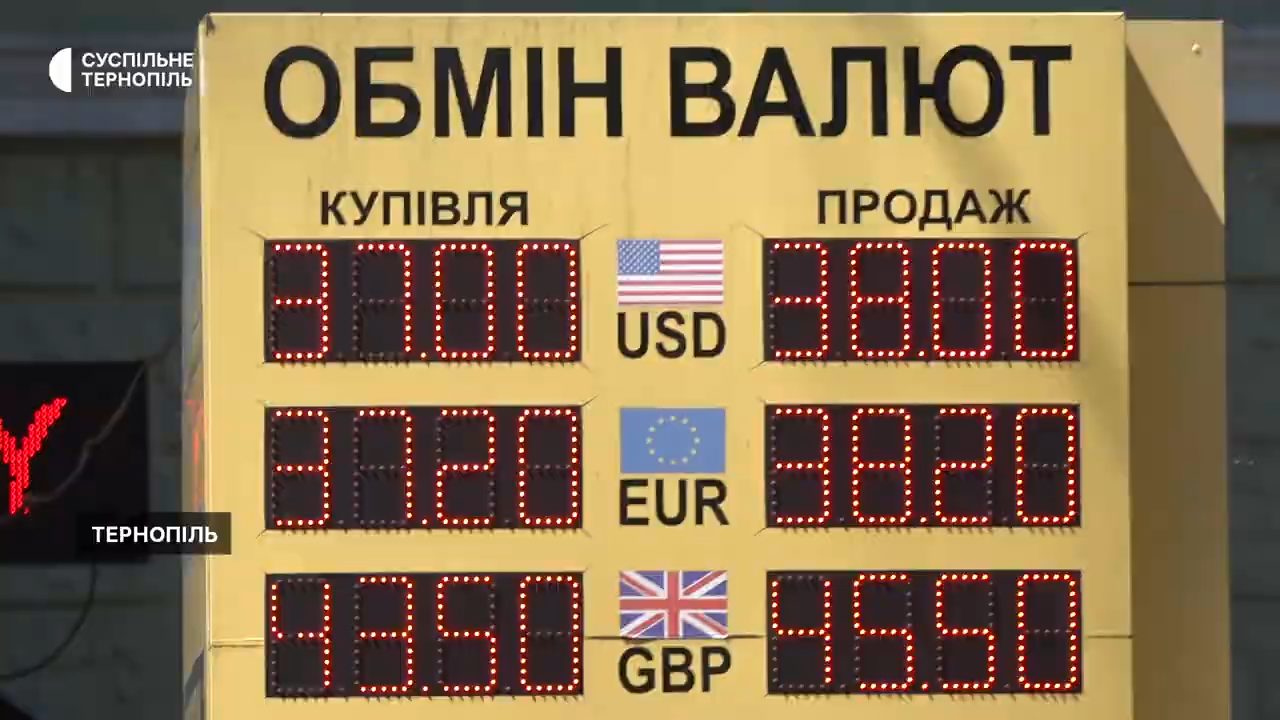 СУСПІЛЬНЕ
ТЕРНОПІЛЬ
ОБМІН ВАЛЮТ
КУПІВЛЯ ПРОДАЖ
37.00 USD 38.00
37.20 EUR 38.20
43.50 GBP 45.50
Y
ТЕРНОПІЛЬ